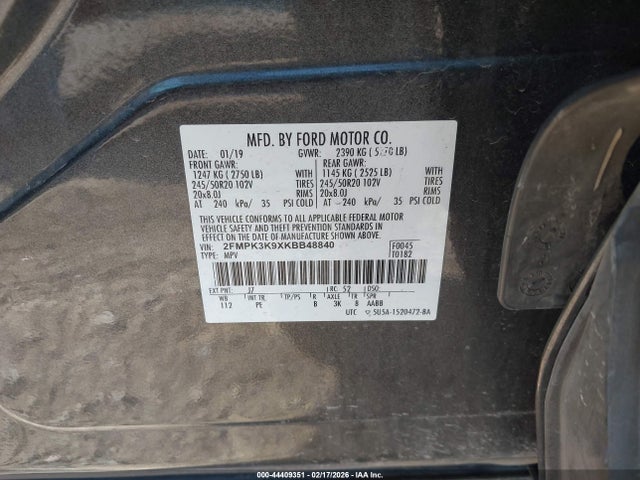 MFD. BY FORD MOTOR CO.
DATE: 01/19 GVWR: 2390 KG ( LB)
FRONT GAWR: REAR GAWR:
1247 KG ( 2750 LB) WITH 1145 KG ( 2525 LB) WITH
245/50R20 102V TIRES 245/50R20 102V TIRES
20x8.0J RIMS 20x8.0J RIMS
AT 240 kPa/ 35 PSI COLD AT 240 kPa/ 35 PSI COLD
THIS VEHICLE CONFORMS TO ALL APPLICABLE FEDERAL MOTOR
VEHICLE SAFETY AND THEFT PREVENTION STANDARDS IN
EFFECT ON THE DATE OF MANUFACTURE SHOWN ABOVE.
VIN: 2FMPK3K9XKBB48840 F0045
TYPE: MPV T0182
EXT PNT: J7 RC: 52 DSO:
WB INT TR TP/PS R AXLE TR SPR
112 PE B 3K B AABB
UTC 5U5A-1520472-BA
000-44409351 | 02/17/2026 - IAA Inc.